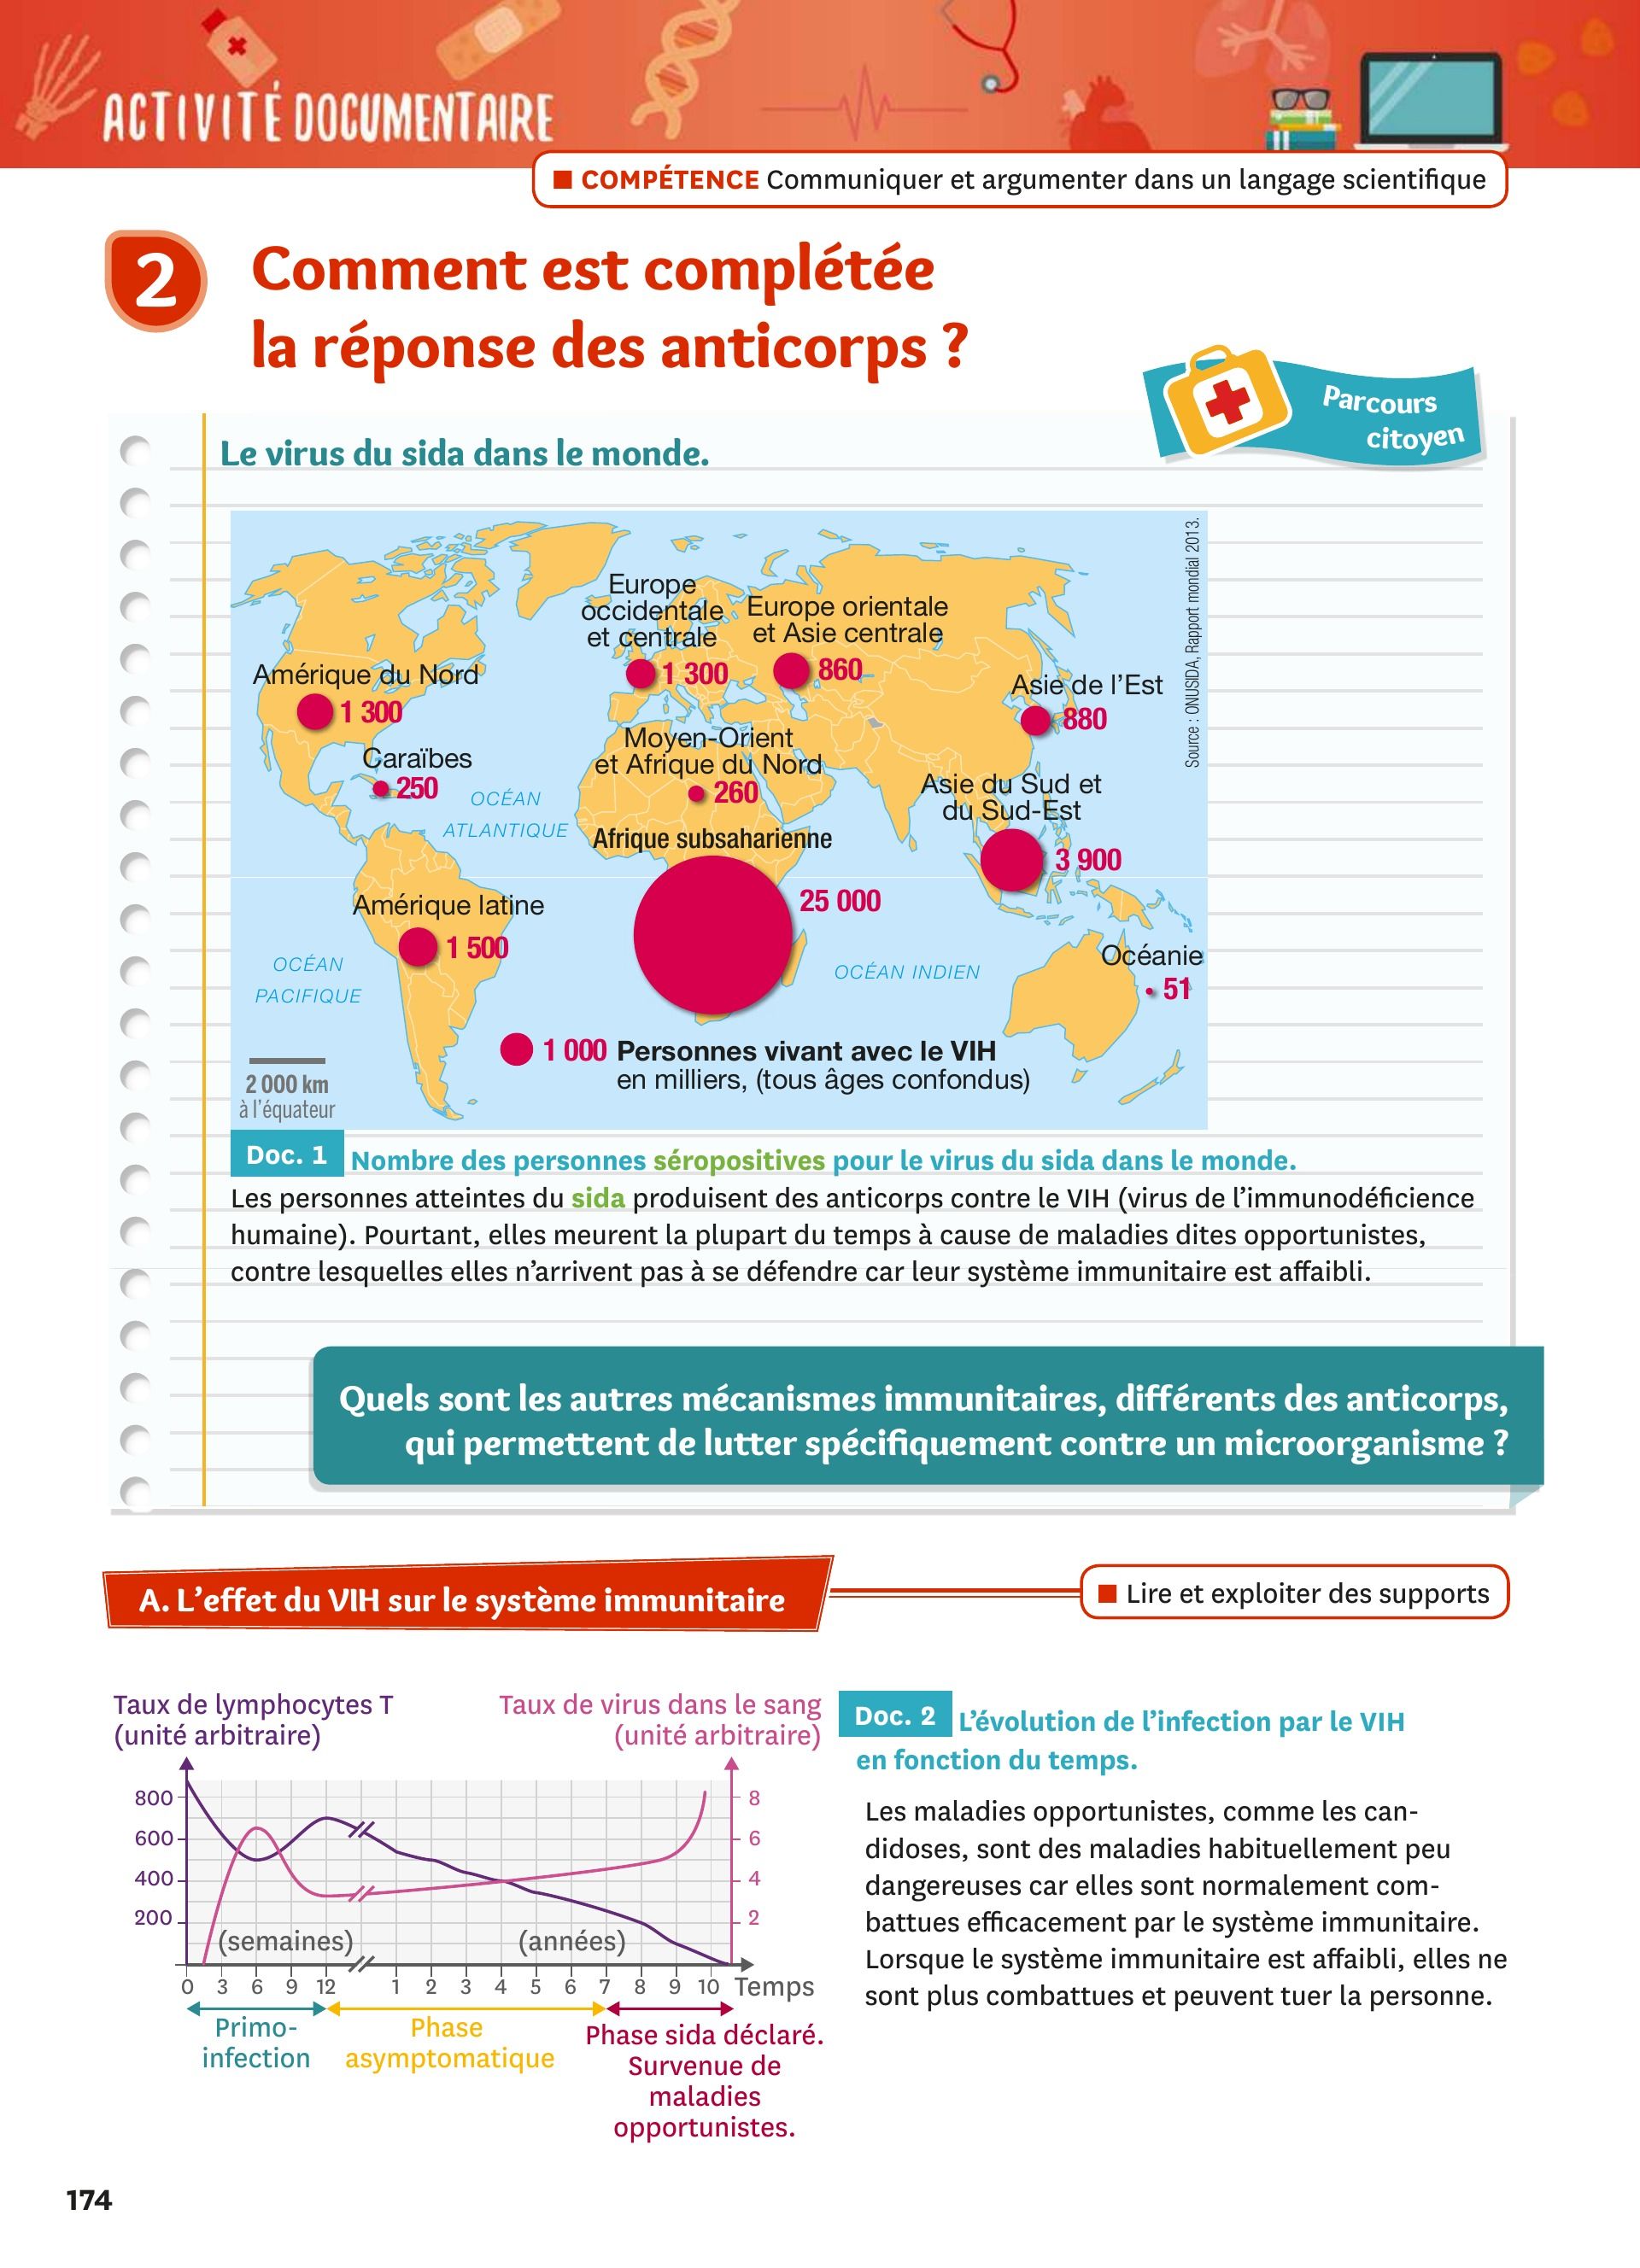 ACTIVITÉ DOCUMENTAIRE
■ COMPÉTENCE Communiquer et argumenter dans un langage scientifique
2
Comment est complétée
la réponse des anticorps ?
Parcours
citoyen
Le virus du sida dans le monde.
Source : ONUSIDA, Rapport mondial 2013.
Europe
occidentale
et centrale
1 300
Europe orientale
et Asie centrale
860
Amérique du Nord
1 300
Asie de l’Est
880
Caraïbes
250
Moyen-Orient
et Afrique du Nord
260
Asie du Sud et
du Sud-Est
3 900
OCÉAN
ATLANTIQUE
Afrique subsaharienne
25 000
Amérique latine
1 500
OCÉAN
PACIFIQUE
OCÉAN INDIEN
Océanie
51
1 000 Personnes vivant avec le VIH
en milliers, (tous âges confondus)
2 000 km
à l’équateur
Doc. 1 Nombre des personnes séropositives pour le virus du sida dans le monde.
Les personnes atteintes du sida produisent des anticorps contre le VIH (virus de l’immunodéficience
humaine). Pourtant, elles meurent la plupart du temps à cause de maladies dites opportunistes,
contre lesquelles elles n’arrivent pas à se défendre car leur système immunitaire est affaibli.
Quels sont les autres mécanismes immunitaires, différents des anticorps,
qui permettent de lutter spécifiquement contre un microorganisme ?
A. L’effet du VIH sur le système immunitaire
■ Lire et exploiter des supports
Taux de lymphocytes T
(unité arbitraire)
Taux de virus dans le sang
(unité arbitraire)
800
600
400
200
8
6
4
2
(semaines)
(années)
0 3 6 9 12 1 2 3 4 5 6 7 8 9 10 Temps
Primo-
infection
Phase
asymptomatique
Phase sida déclaré.
Survenue de
maladies
opportunistes.
Doc. 2 L’évolution de l’infection par le VIH
en fonction du temps.
Les maladies opportunistes, comme les can-
didoses, sont des maladies habituellement peu
dangereuses car elles sont normalement com-
battues efficacement par le système immunitaire.
Lorsque le système immunitaire est affaibli, elles ne
sont plus combattues et peuvent tuer la personne.
174